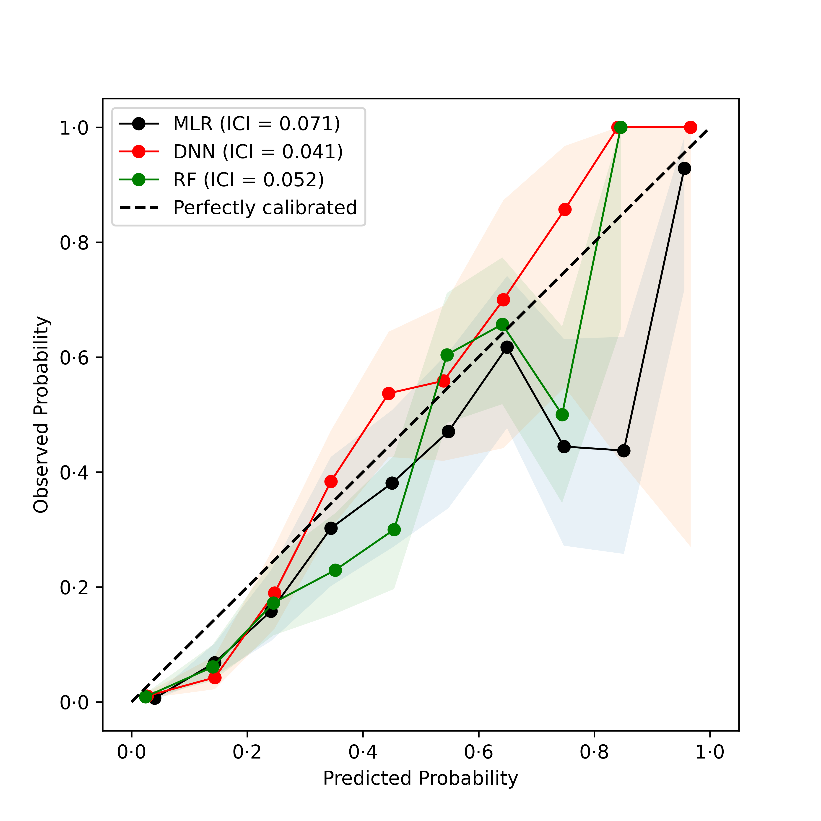 MLR (ICI = 0.071)
DNN (ICI = 0.041)
RF (ICI = 0.052)
Perfectly calibrated
1·0
0·8
0·6
0·4
0·2
0·0
Observed Probability
0·0 0·2 0·4 0·6 0·8 1·0
Predicted Probability